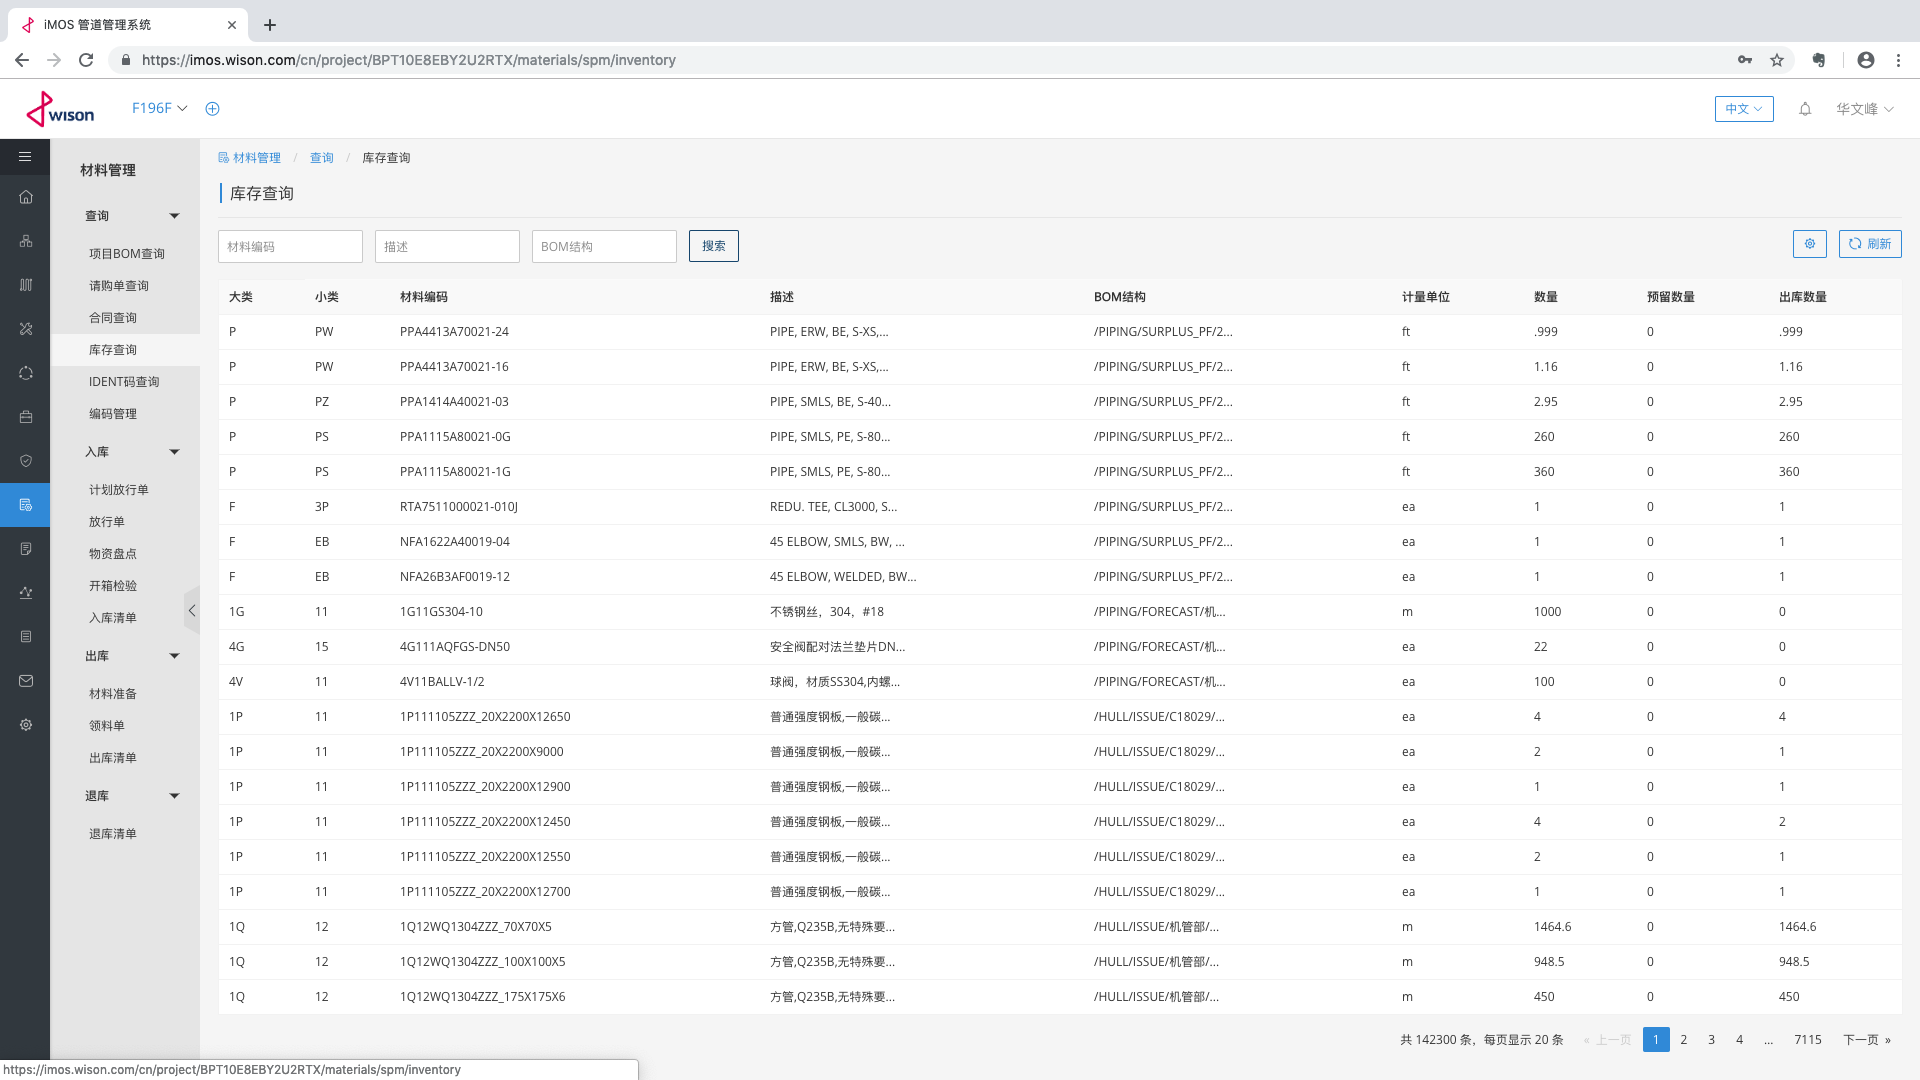 iMOS 管道管理系统
https://imos.wison.com/cn/project/BPT10E8EBY2U2RTX/materials/spm/inventory
wison F196F 中文 华文峰
材料管理
查询
项目BOM查询
请购单查询
合同查询
库存查询
IDENT码查询
编码管理
入库
计划放行单
放行单
物资盘点
开箱检验
入库清单
出库
材料准备
领料单
出库清单
退库
退库清单
材料管理 / 查询 / 库存查询
库存查询
材料编码 描述 BOM结构 搜索 刷新
大类 小类 材料编码 描述 BOM结构 计量单位 数量 预留数量 出库数量
P PW PPA4413A70021-24 PIPE, ERW, BE, S-XS,... /PIPING/SURPLUS_PF/2... ft .999 0 .999
P PW PPA4413A70021-16 PIPE, ERW, BE, S-XS,... /PIPING/SURPLUS_PF/2... ft 1.16 0 1.16
P PZ PPA1414A40021-03 PIPE, SMLS, BE, S-40... /PIPING/SURPLUS_PF/2... ft 2.95 0 2.95
P PS PPA1115A80021-0G PIPE, SMLS, PE, S-80... /PIPING/SURPLUS_PF/2... ft 260 0 260
P PS PPA1115A80021-1G PIPE, SMLS, PE, S-80... /PIPING/SURPLUS_PF/2... ft 360 0 360
F 3P RTA7511000021-010J REDU. TEE, CL3000, S... /PIPING/SURPLUS_PF/2... ea 1 0 1
F EB NFA1622A40019-04 45 ELBOW, SMLS, BW, ... /PIPING/SURPLUS_PF/2... ea 1 0 1
F EB NFA26B3AF0019-12 45 ELBOW, WELDED, BW... /PIPING/SURPLUS_PF/2... ea 1 0 1
1G 11 1G11GS304-10 不锈钢丝，304，#18 /PIPING/FORECAST/机... m 1000 0 0
4G 15 4G111AQFGS-DN50 安全阀配对法兰垫片DN... /PIPING/FORECAST/机... ea 22 0 0
4V 11 4V11BALLV-1/2 球阀，材质SS304,内螺... /PIPING/FORECAST/机... ea 100 0 0
1P 11 1P111105ZZZ_20X2200X12650 普通强度钢板,一般碳... /HULL/ISSUE/C18029/... ea 4 0 4
1P 11 1P111105ZZZ_20X2200X9000 普通强度钢板,一般碳... /HULL/ISSUE/C18029/... ea 2 0 1
1P 11 1P111105ZZZ_20X2200X12900 普通强度钢板,一般碳... /HULL/ISSUE/C18029/... ea 1 0 1
1P 11 1P111105ZZZ_20X2200X12450 普通强度钢板,一般碳... /HULL/ISSUE/C18029/... ea 4 0 2
1P 11 1P111105ZZZ_20X2200X12550 普通强度钢板,一般碳... /HULL/ISSUE/C18029/... ea 2 0 1
1P 11 1P111105ZZZ_20X2200X12700 普通强度钢板,一般碳... /HULL/ISSUE/C18029/... ea 1 0 1
1Q 12 1Q12WQ1304ZZZ_70X70X5 方管,Q235B,无特殊要... /HULL/ISSUE/机管部/... m 1464.6 0 1464.6
1Q 12 1Q12WQ1304ZZZ_100X100X5 方管,Q235B,无特殊要... /HULL/ISSUE/机管部/... m 948.5 0 948.5
1Q 12 1Q12WQ1304ZZZ_175X175X6 方管,Q235B,无特殊要... /HULL/ISSUE/机管部/... m 450 0 450
共 142300 条，每页显示 20 条 « 上一页 1 2 3 4 ... 7115 下一页 »
https://imos.wison.com/cn/project/BPT10E8EBY2U2RTX/materials/spm/inventory